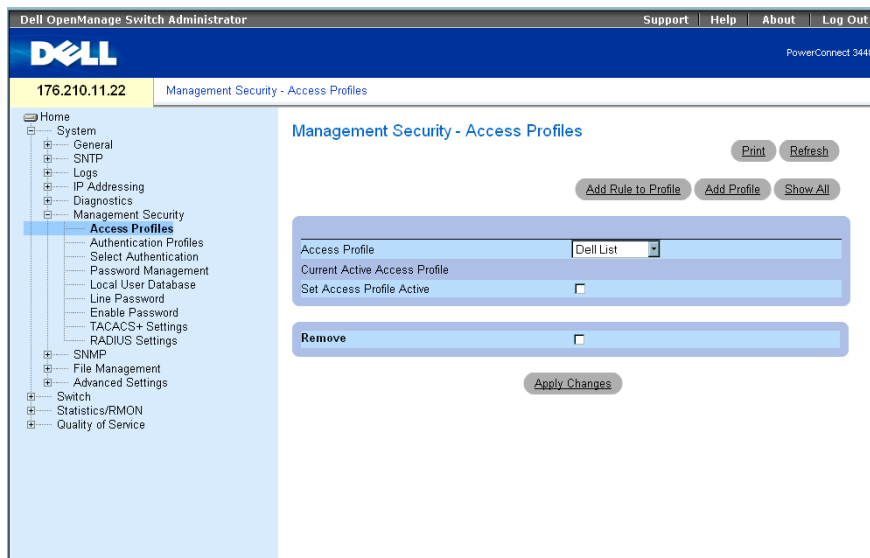 Dell OpenManage Switch Administrator
Support Help About Log Out
DELL
PowerConnect 3448
176.210.11.22
Management Security - Access Profiles
Home
System
General
SNTP
Logs
IP Addressing
Diagnostics
Management Security
Access Profiles
Authentication Profiles
Select Authentication
Password Management
Local User Database
Line Password
Enable Password
TACACS+ Settings
RADIUS Settings
SNMP
File Management
Advanced Settings
Switch
Statistics/RMON
Quality of Service
Management Security - Access Profiles
Print Refresh
Add Rule to Profile Add Profile Show All
Access Profile Dell List
Current Active Access Profile
Set Access Profile Active
Remove
Apply Changes